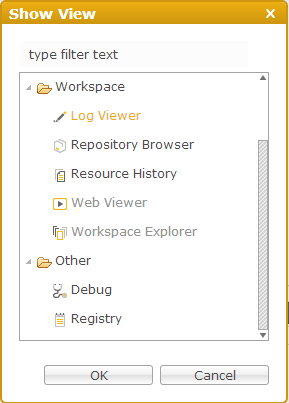 Show View
type filter text
Workspace
Log Viewer
Repository Browser
Resource History
Web Viewer
Workspace Explorer
Other
Debug
Registry
OK Cancel